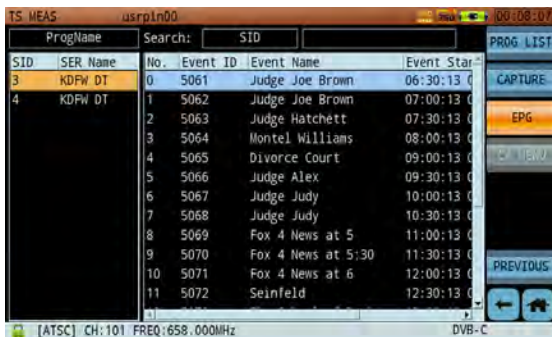 TS MEAS usrpin00 00:08:07
ProgName Search: SID
PROG LIST
SID SER Name No. Event ID Event Name Event Star
3 KDFW DT 0 5061 Judge Joe Brown 06:30:13
CAPTURE
4 KDFW DT 1 5062 Judge Joe Brown 07:00:13
2 5063 Judge Hatchett 07:30:13
EPG
3 5064 Montel Williams 08:00:13
4 5065 Divorce Court 09:00:13
5 5066 Judge Alex 09:30:13
6 5067 Judge Judy 10:00:13
7 5068 Judge Judy 10:30:13
8 5069 Fox 4 News at 5 11:00:13
9 5070 Fox 4 News at 5:30 11:30:13
10 5071 Fox 4 News at 6 12:00:13
PREVIOUS
11 5072 Seinfeld 12:30:13
[ATSC] CH:101 FREQ:658.000MHz DVB-C